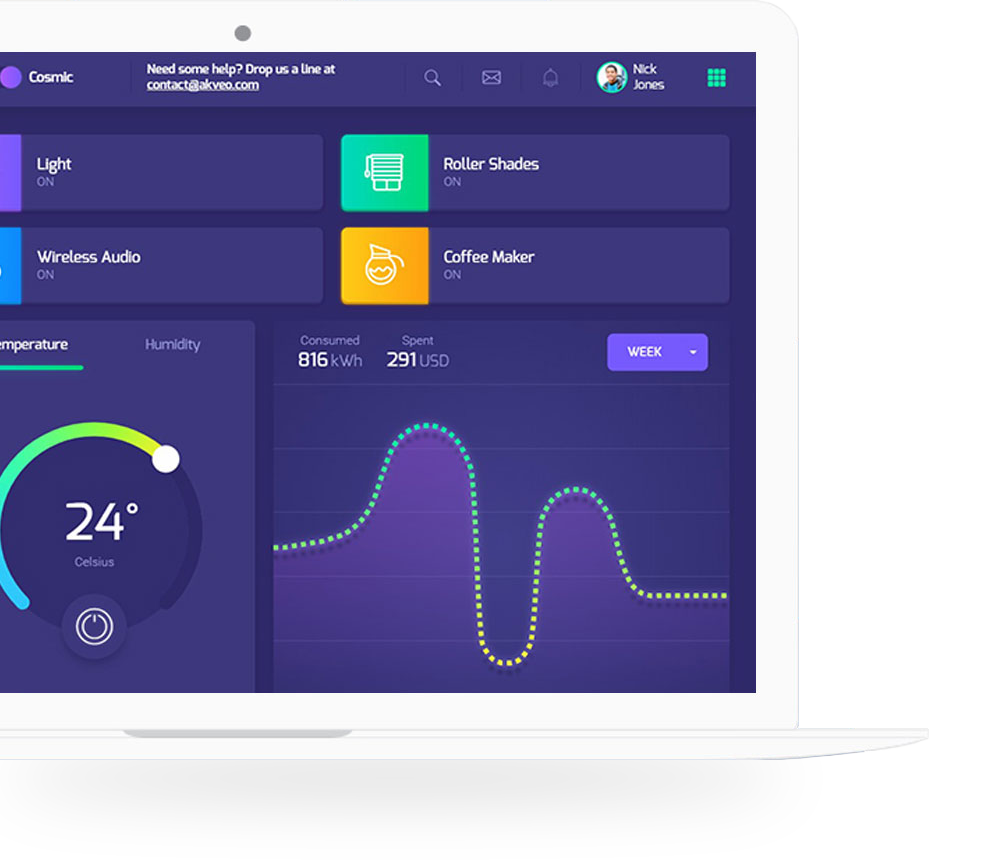 Cosmic
Need some help? Drop us a line at
contact@akveo.com
Nick
Jones
Light
ON
Roller Shades
ON
Wireless Audio
ON
Coffee Maker
ON
emperature
Humidity
Consumed
816 kWh
Spent
291 USD
WEEK
24°
Celsius